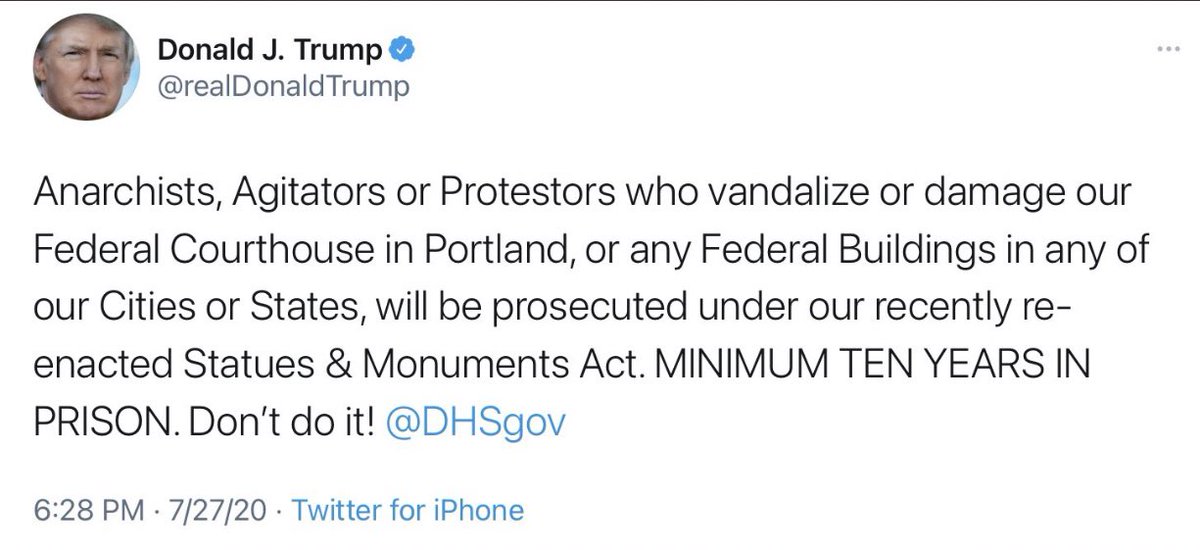 Donald J. Trump
@realDonaldTrump
Anarchists, Agitators or Protestors who vandalize or damage our
Federal Courthouse in Portland, or any Federal Buildings in any of
our Cities or States, will be prosecuted under our recently re-
enacted Statues & Monuments Act. MINIMUM TEN YEARS IN
PRISON. Don’t do it! @DHSgov
6:28 PM · 7/27/20 · Twitter for iPhone